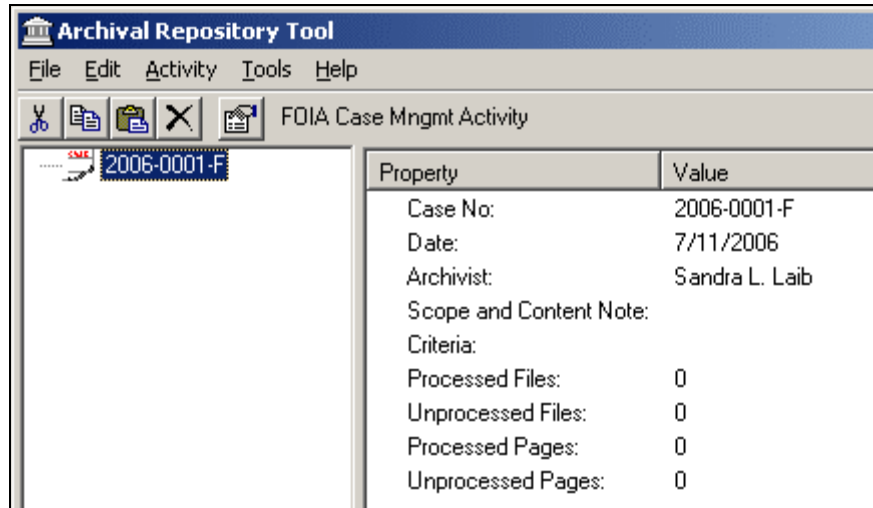 Archival Repository Tool
File Edit Activity Tools Help
FOIA Case Mngmt Activity
2006-0001-F
Property Value
Case No: 2006-0001-F
Date: 7/11/2006
Archivist: Sandra L. Laib
Scope and Content Note:
Criteria:
Processed Files: 0
Unprocessed Files: 0
Processed Pages: 0
Unprocessed Pages: 0